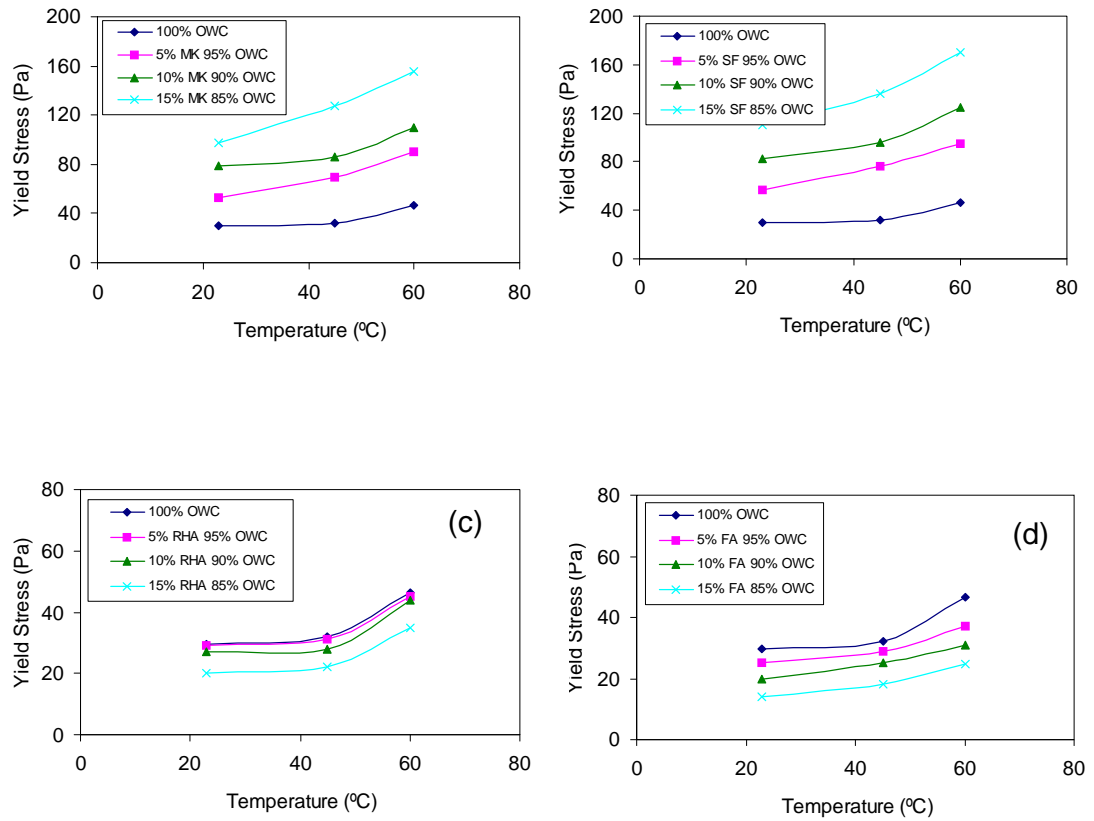 200
160
120
80
40
0
Yield Stress (Pa)
100% OWC
5% MK 95% OWC
10% MK 90% OWC
15% MK 85% OWC
0 20 40 60 80
Temperature (ºC)
200
160
120
80
40
0
Yield Stress (Pa)
100% OWC
5% SF 95% OWC
10% SF 90% OWC
15% SF 85% OWC
0 20 40 60 80
Temperature (ºC)
80
60
40
20
0
Yield Stress (Pa)
100% OWC
5% RHA 95% OWC
10% RHA 90% OWC
15% RHA 85% OWC
(c)
0 20 40 60 80
Temperature (ºC)
80
60
40
20
0
Yield Stress (Pa)
100% OWC
5% FA 95% OWC
10% FA 90% OWC
15% FA 85% OWC
(d)
0 20 40 60 80
Temperature (ºC)